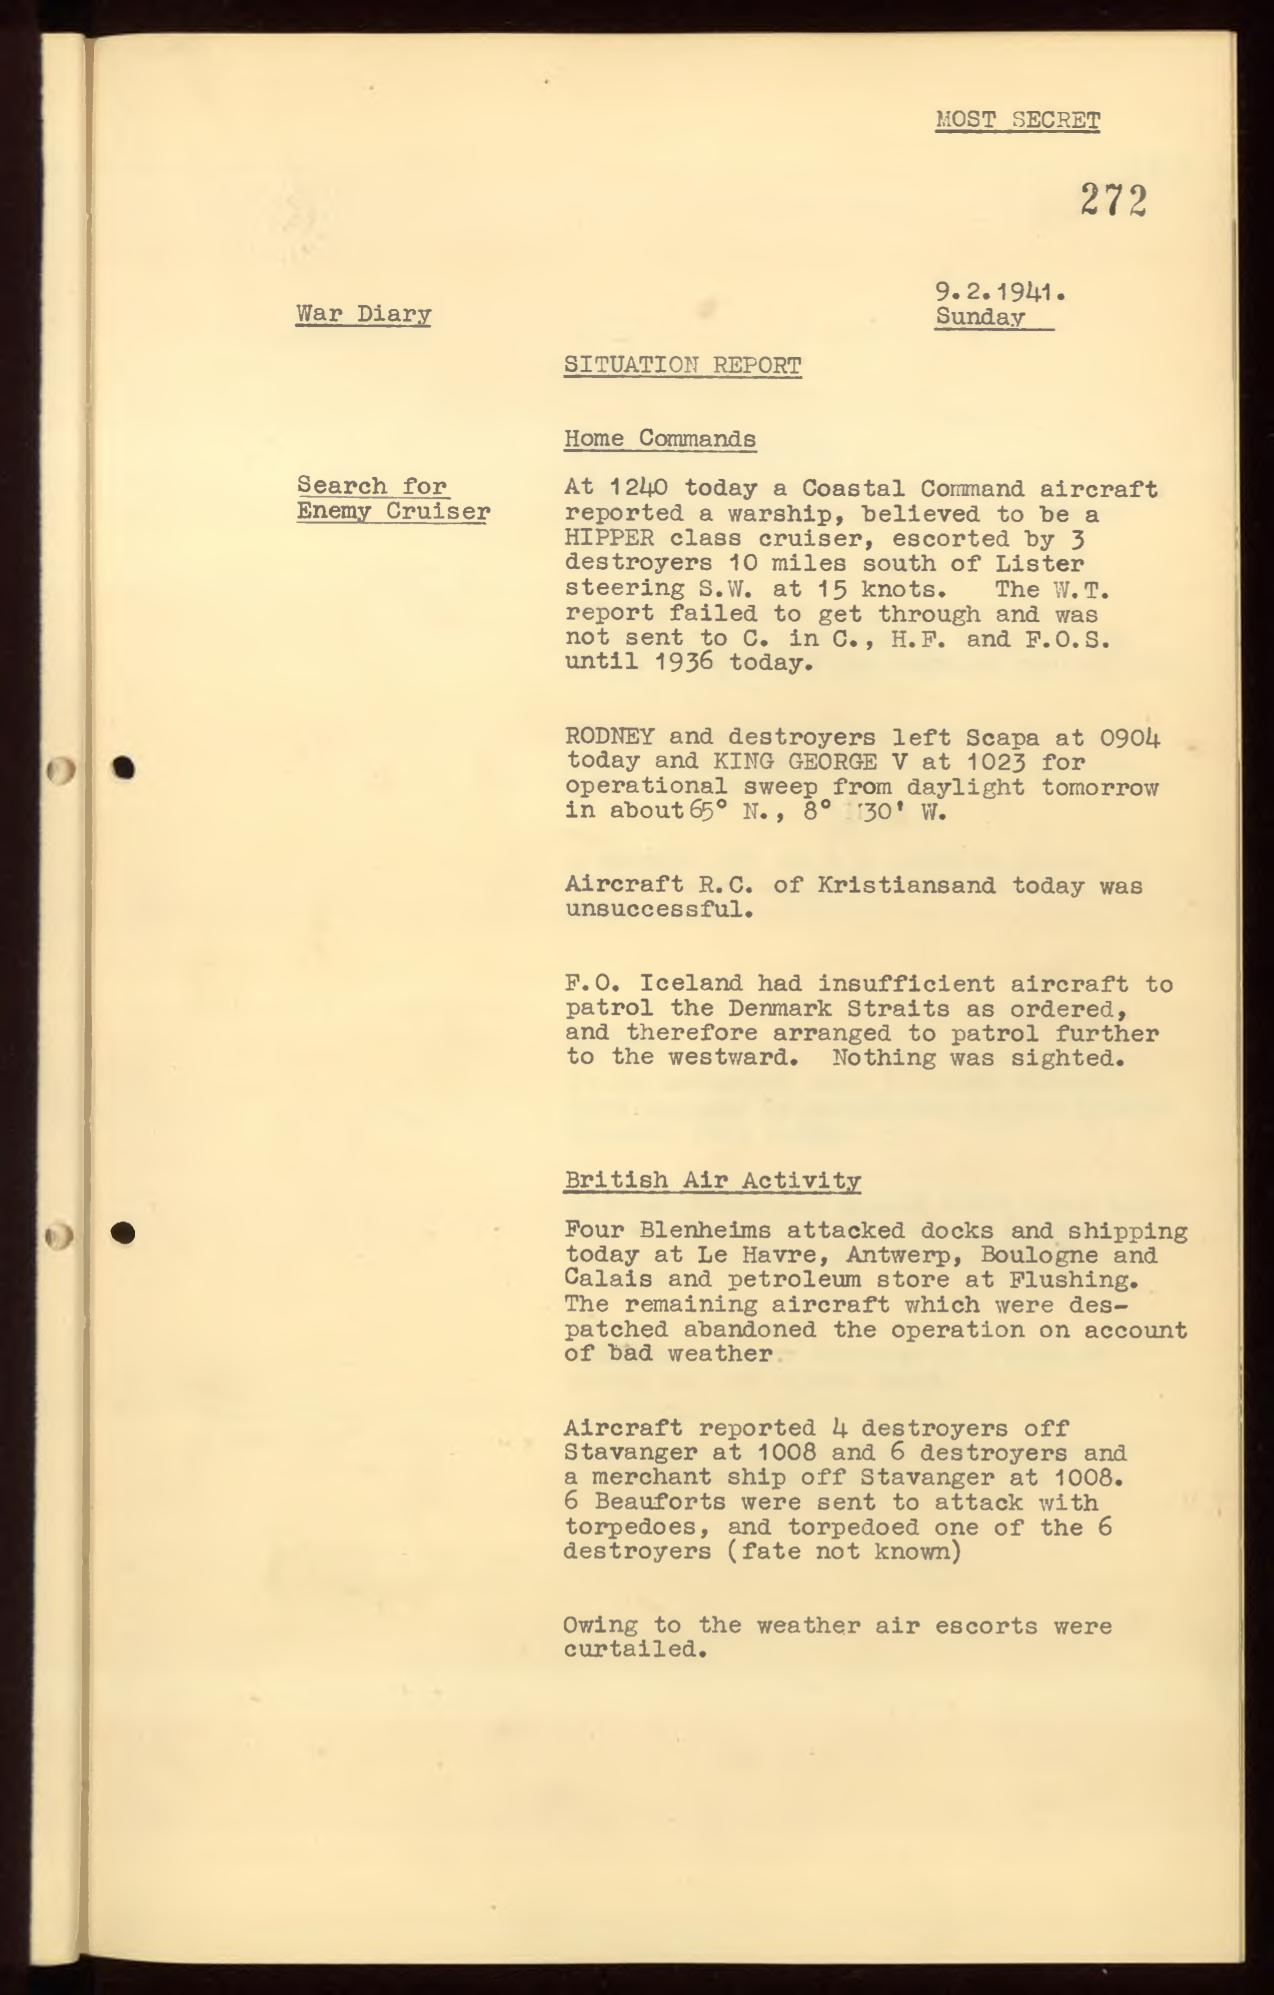 MOST SECRET
272
9.2.1941.
War Diary
Sunday
SITUATION REPORT
Home Commands
Search for
Enemy Cruiser
At 1240 today a Coastal Command aircraft
reported a warship, believed to be a
HIPPER class cruiser, escorted by 3
destroyers 10 miles south of Lister
steering S.W. at 15 knots. The W.T.
report failed to get through and was
not sent to C. in C., H.F. and F.O.S.
until 1936 today.
RODNEY and destroyers left Scapa at 0904
today and KING GEORGE V at 1023 for
operational sweep from daylight tomorrow
in about 65° N., 8° 30' W.
Aircraft R.C. of Kristiansand today was
unsuccessful.
F.O. Iceland had insufficient aircraft to
patrol the Denmark Straits as ordered,
and therefore arranged to patrol further
to the westward. Nothing was sighted.
British Air Activity
Four Blenheims attacked docks and shipping
today at Le Havre, Antwerp, Boulogne and
Calais and petroleum store at Flushing.
The remaining aircraft which were des-
patched abandoned the operation on account
of bad weather.
Aircraft reported 4 destroyers off
Stavanger at 1008 and 6 destroyers and
a merchant ship off Stavanger at 1008.
6 Beauforts were sent to attack with
torpedoes, and torpedoed one of the 6
destroyers (fate not known)
Owing to the weather air escorts were
curtailed.